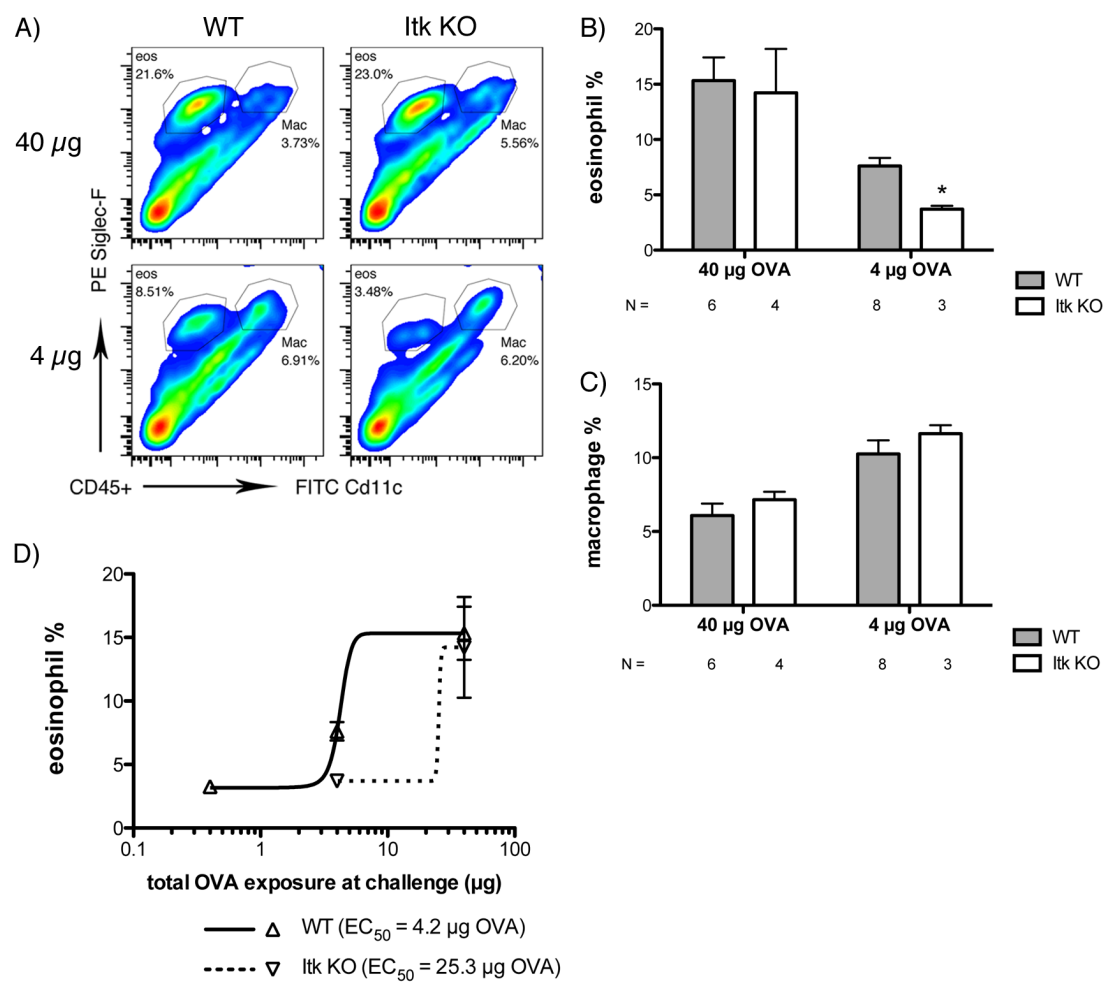 A)
WT
Itk KO
40 µg
eos
21.6%
Mac
3.73%
eos
23.0%
Mac
5.56%
PE Siglec-F
4 µg
eos
8.51%
Mac
6.91%
eos
3.48%
Mac
6.20%
CD45+
FITC Cd11c
B)
eosinophil %
20
15
10
5
0
*
40 µg OVA
4 µg OVA
N =
6
4
8
3
WT
Itk KO
C)
macrophage %
15
10
5
0
40 µg OVA
4 µg OVA
N =
6
4
8
3
WT
Itk KO
D)
eosinophil %
20
15
10
5
0
0.1
1
10
100
total OVA exposure at challenge (µg)
WT (EC50 = 4.2 µg OVA)
Itk KO (EC50 = 25.3 µg OVA)